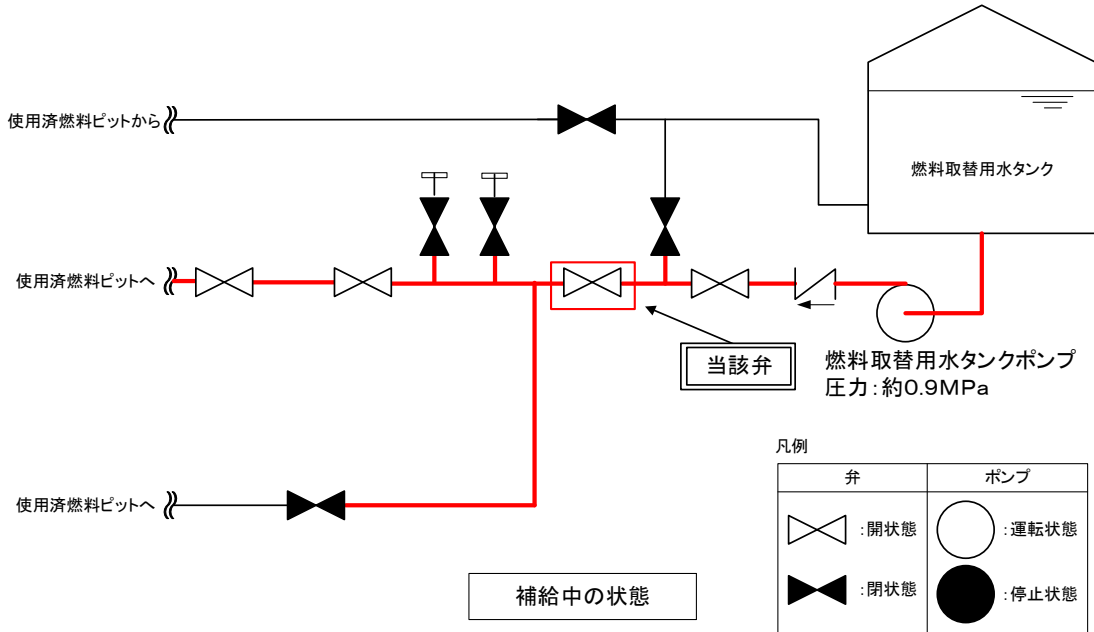 使用済燃料ピットから
燃料取替用水タンク
使用済燃料ピットへ
当該弁
燃料取替用水タンクポンプ
圧力：約0.9MPa
使用済燃料ピットへ
凡例
弁
ポンプ
：開状態
：運転状態
：閉状態
：停止状態
補給中の状態